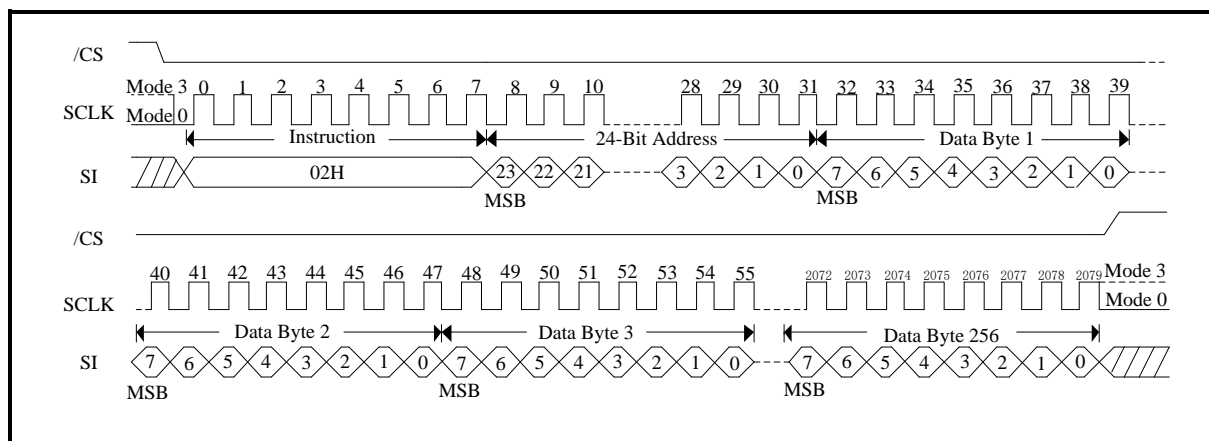 /CS
Mode 3 0 1 2 3 4 5 6 7 8 9 10 28 29 30 31 32 33 34 35 36 37 38 39
SCLK Mode 0
Instruction 24-Bit Address Data Byte 1
SI 02H 23 22 21 3 2 1 0 7 6 5 4 3 2 1 0
MSB MSB
/CS
40 41 42 43 44 45 46 47 48 49 50 51 52 53 54 55 2072 2073 2074 2075 2076 2077 2078 2079 Mode 3
SCLK Mode 0
Data Byte 2 Data Byte 3 Data Byte 256
SI 7 6 5 4 3 2 1 0 7 6 5 4 3 2 1 0 7 6 5 4 3 2 1 0
MSB MSB MSB